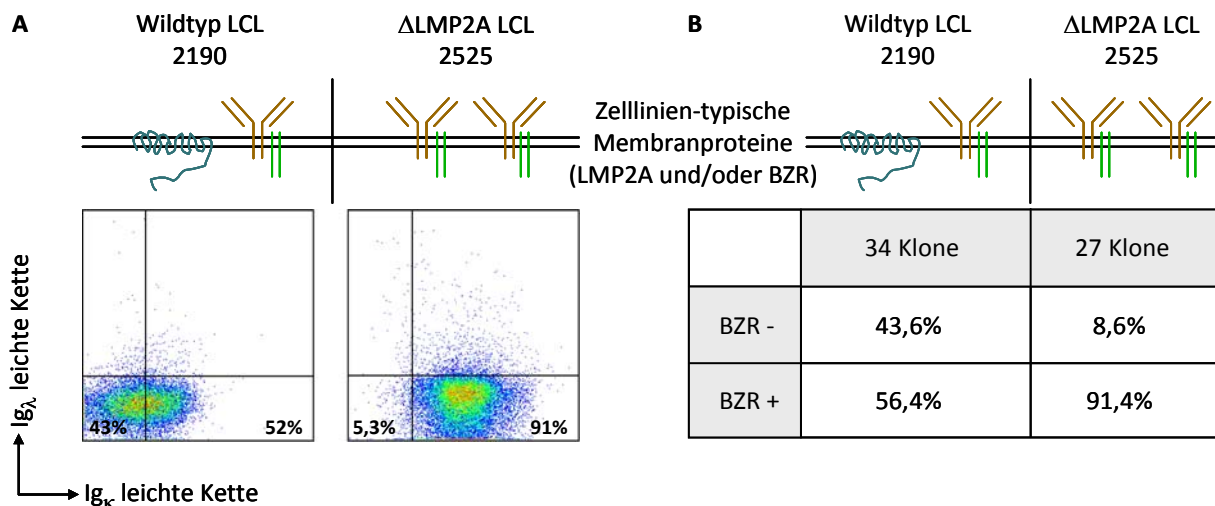 A
Wildtyp LCL
2190
ΔLMP2A LCL
2525
B
Wildtyp LCL
2190
ΔLMP2A LCL
2525
Zelllinien-typische
Membranproteine
(LMP2A und/oder BZR)
Igλ leichte Kette
43%
52%
5,3%
91%
Igκ leichte Kette
34 Klone
27 Klone
BZR -
43,6%
8,6%
BZR +
56,4%
91,4%